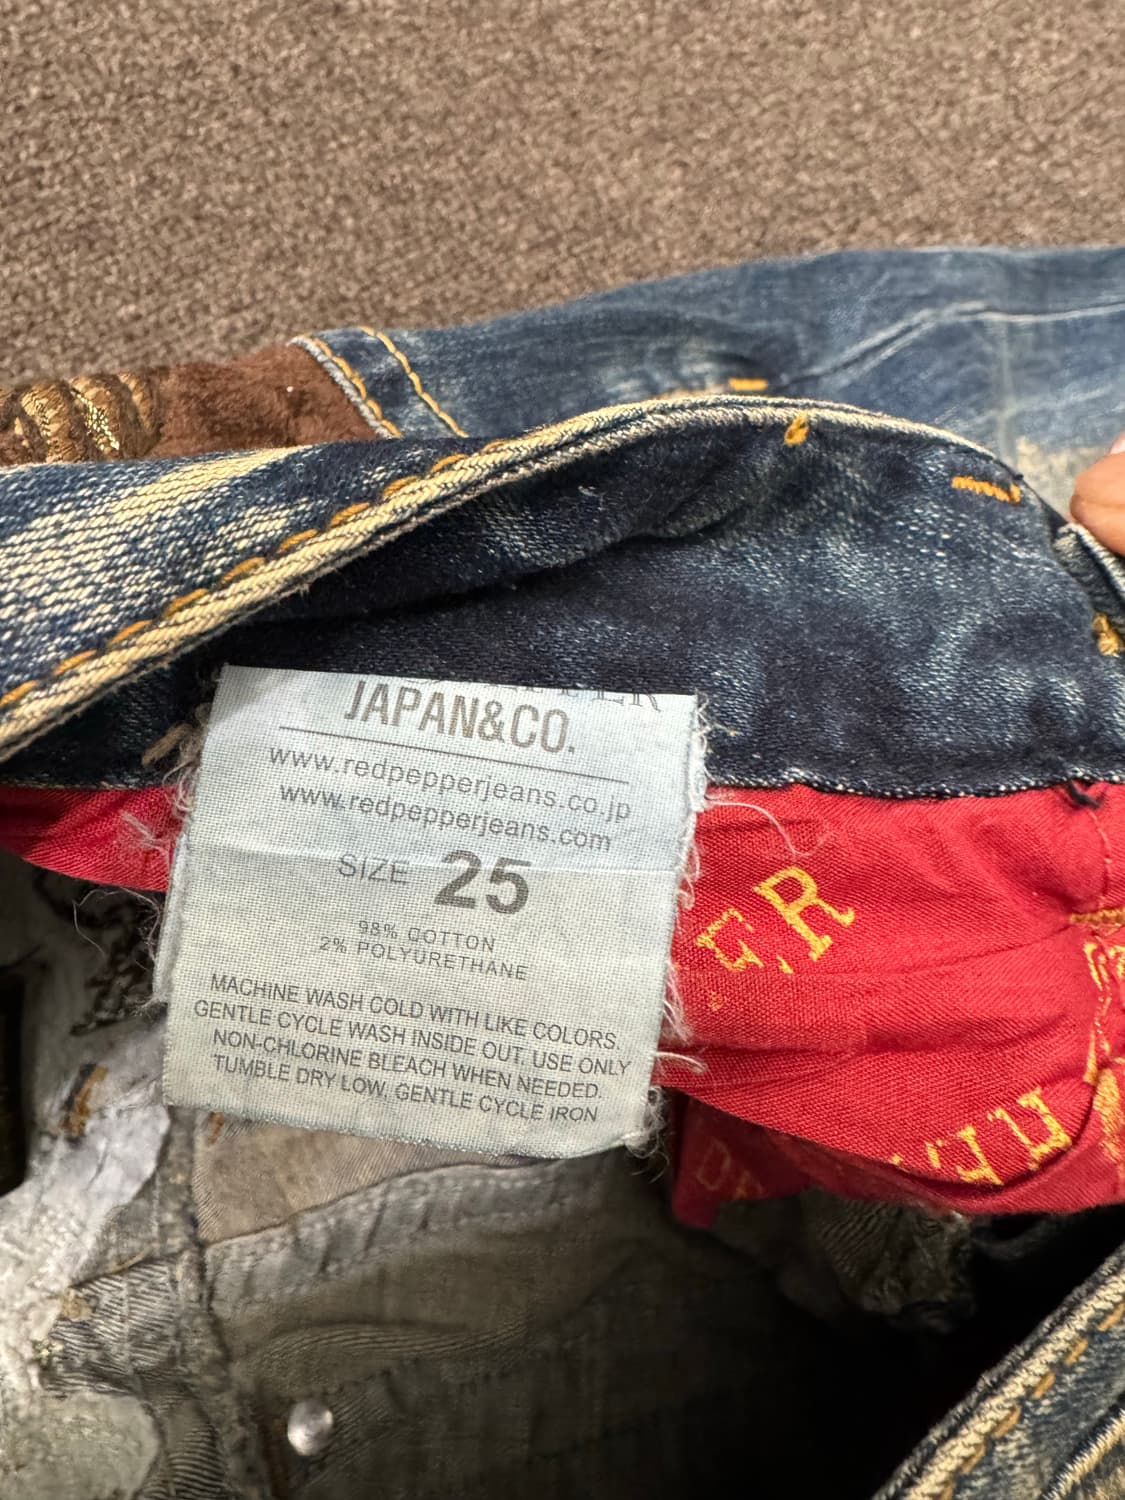 JAPAN&CO.
www.redpepperjeans.co.jp
www.redpepperjeans.com
SIZE 25
98% COTTON
2% POLYURETHANE
MACHINE WASH COLD WITH LIKE COLORS.
GENTLE CYCLE WASH INSIDE OUT. USE ONLY
NON-CHLORINE BLEACH WHEN NEEDED.
TUMBLE DRY LOW. GENTLE CYCLE IRON
ER